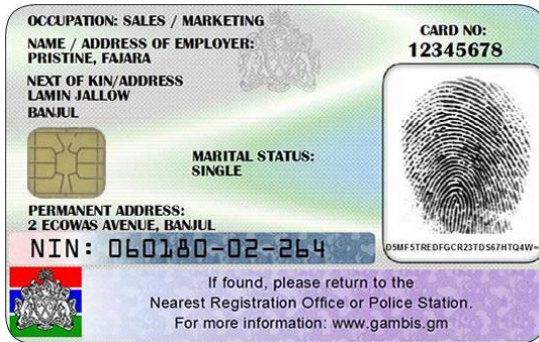 OCCUPATION: SALES / MARKETING
NAME / ADDRESS OF EMPLOYER:
PRISTINE, FAJARA
NEXT OF KIN/ADDRESS
LAMIN JALLOW
BANJUL
MARITAL STATUS:
SINGLE
PERMANENT ADDRESS:
2 ECOWAS AVENUE, BANJUL
NIN: 060180-02-264
CARD NO:
12345678
D5MF5TREDFGCR23TDS67HTQ4W=
If found, please return to the
Nearest Registration Office or Police Station.
For more information: www.gambis.gm